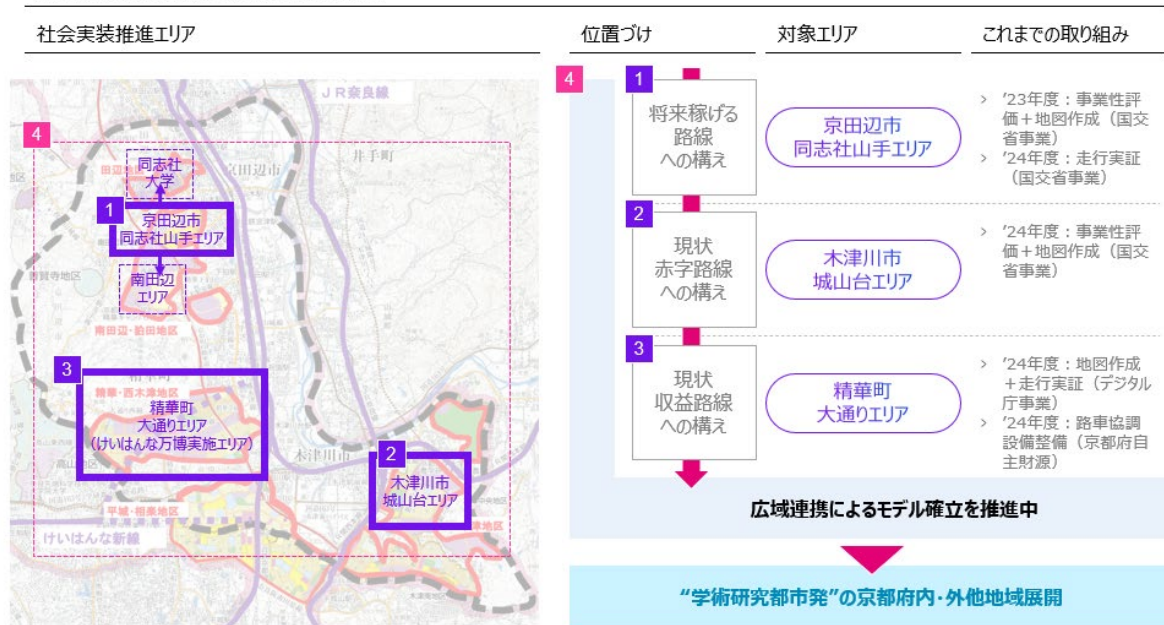 社会実装推進エリア
位置づけ
対象エリア
これまでの取り組み
4
JR奈良線
井手町
京田辺市
田辺地区
同志社
大学
1
京田辺市
同志社山手エリア
南田辺
エリア
南田辺・狛田地区
精華町
3
精華・西木津地区
精華町
大通りエリア
(けいはんな万博実施エリア)
木津川市
2
木津川市
城山台エリア
平城・相楽地区
けいはんな新線
4
1
将来稼げる
路線
への構え
京田辺市
同志社山手エリア
> ’23年度：事業性評
価＋地図作成（国交
省事業）
> ’24年度：走行実証
（国交省事業）
2
現状
赤字路線
への構え
木津川市
城山台エリア
> ’24年度：事業性評
価＋地図作成（国交
省事業）
3
現状
収益路線
への構え
精華町
大通りエリア
> ’24年度：地図作成
＋走行実証（デジタル
庁事業）
> ’24年度：路車協調
設備整備（京都府自
主財源）
広域連携によるモデル確立を推進中
“学術研究都市発”の京都府内・外他地域展開